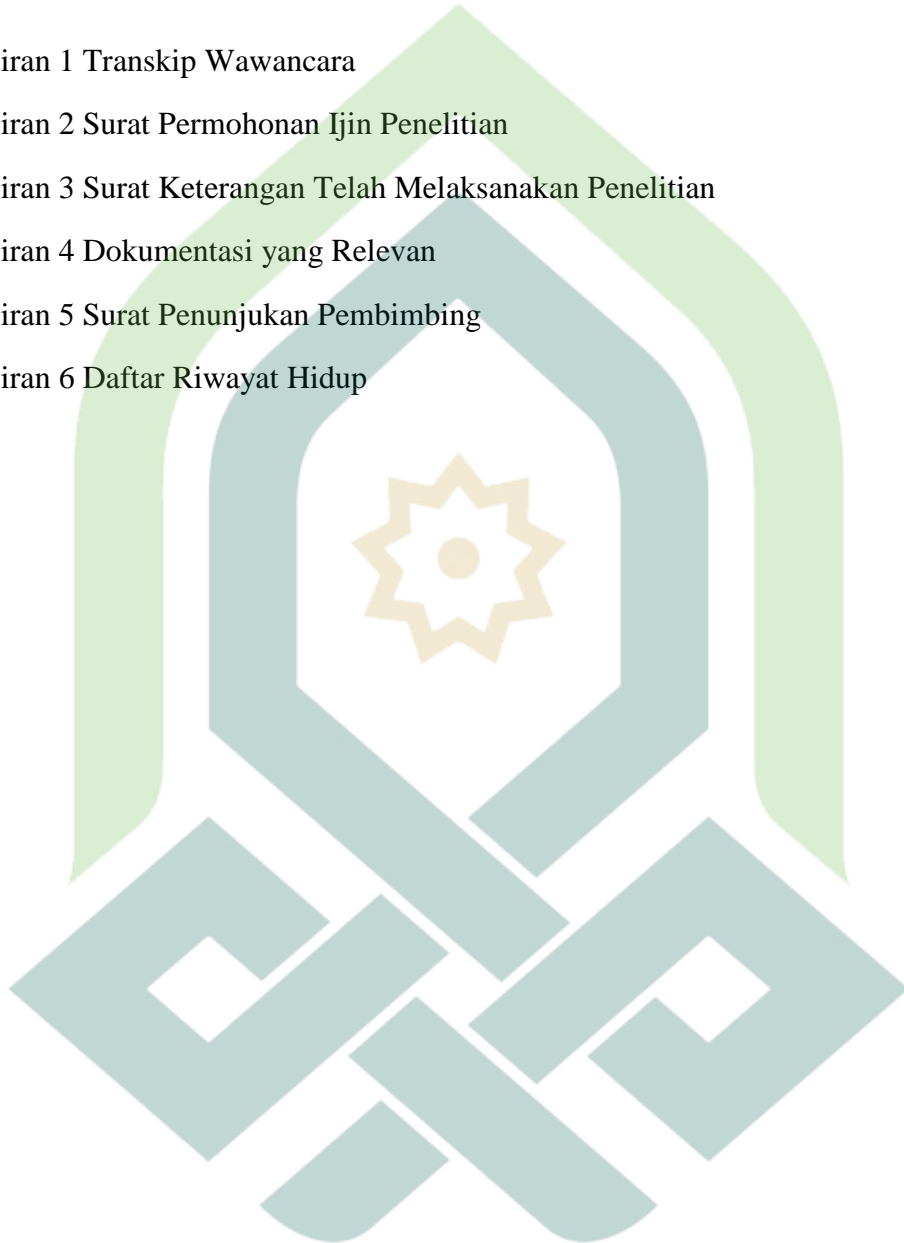 iran 1 Transkip Wawancara
iran 2 Surat Permohonan Ijin Penelitian
iran 3 Surat Keterangan Telah Melaksanakan Penelitian
iran 4 Dokumentasi yang Relevan
iran 5 Surat Penunjukan Pembimbing
iran 6 Daftar Riwayat Hidup